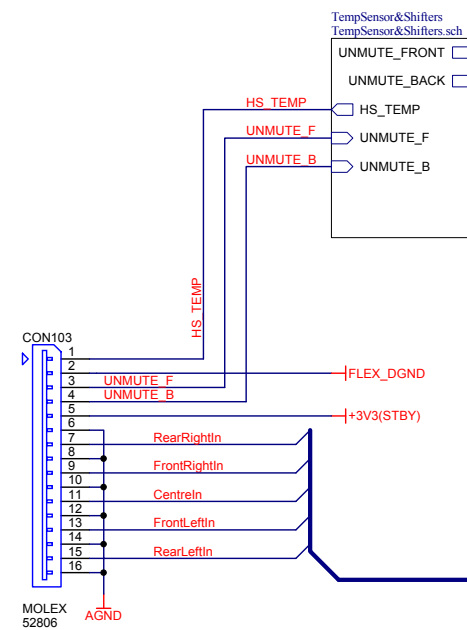 TempSensor&Shifters
TempSensor&Shifters.sch
UNMUTE_FRONT
UNMUTE_BACK
HS_TEMP
HS_TEMP
UNMUTE_F
UNMUTE_F
UNMUTE_B
UNMUTE_B
HS_TEMP
CON103
1
2
FLEX_DGND
3
UNMUTE_F
4
UNMUTE_B
5
+3V3(STBY)
6
7
RearRightIn
8
9
FrontRightIn
10
11
CentreIn
12
13
FrontLeftIn
14
15
RearLeftIn
16
MOLEX
52806
AGND